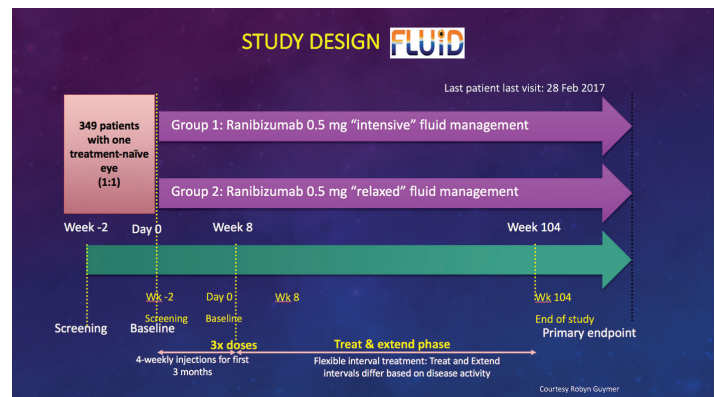 STUDY DESIGN FLUiD
Last patient last visit: 28 Feb 2017
349 patients
with one
treatment-naïve
eye
(1:1)
Group 1: Ranibizumab 0.5 mg “intensive” fluid management
Group 2: Ranibizumab 0.5 mg “relaxed” fluid management
Week -2 Day 0 Week 8 Week 104
Wk -2 Day 0 Wk 8 Wk 104
Screening Baseline End of study
Screening Baseline Primary endpoint
3x doses Treat & extend phase
4-weekly injections for first
3 months
Flexible interval treatment: Treat and Extend
intervals differ based on disease activity
Courtesy Robyn Guymer